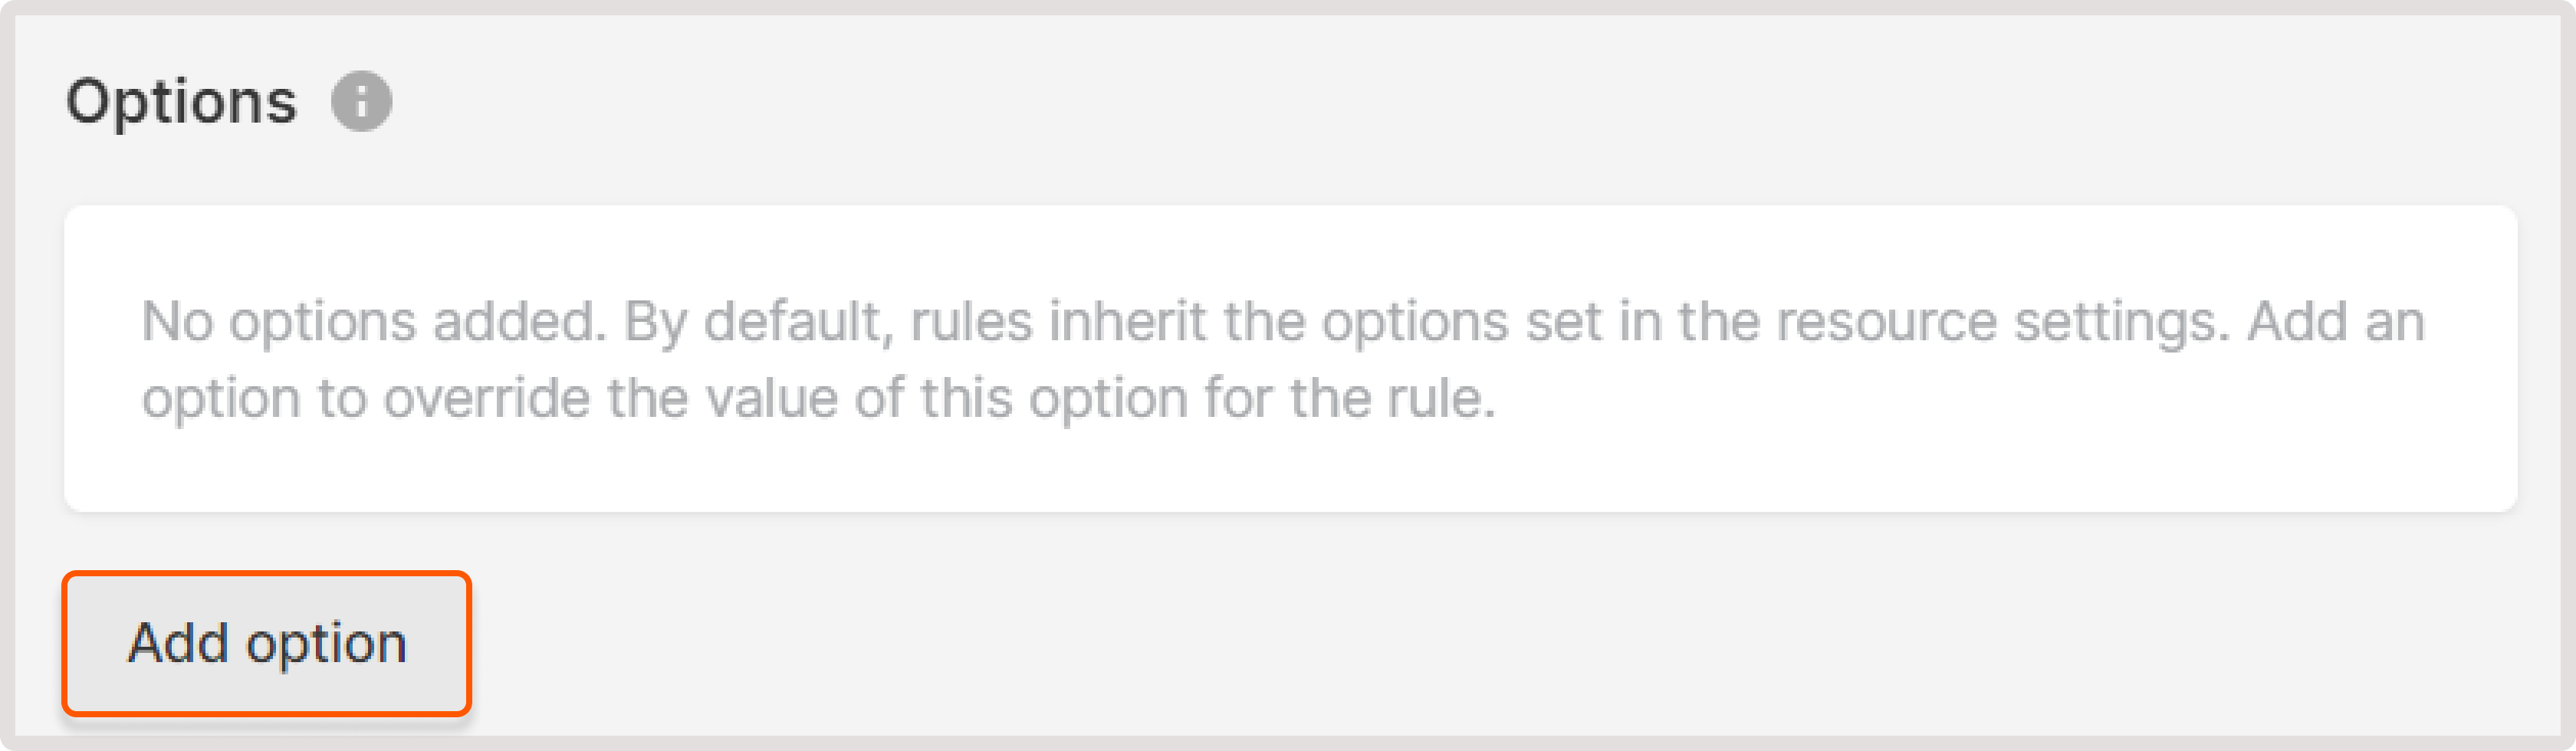 Options
No options added. By default, rules inherit the options set in the resource settings. Add an
option to override the value of this option for the rule.
Add option